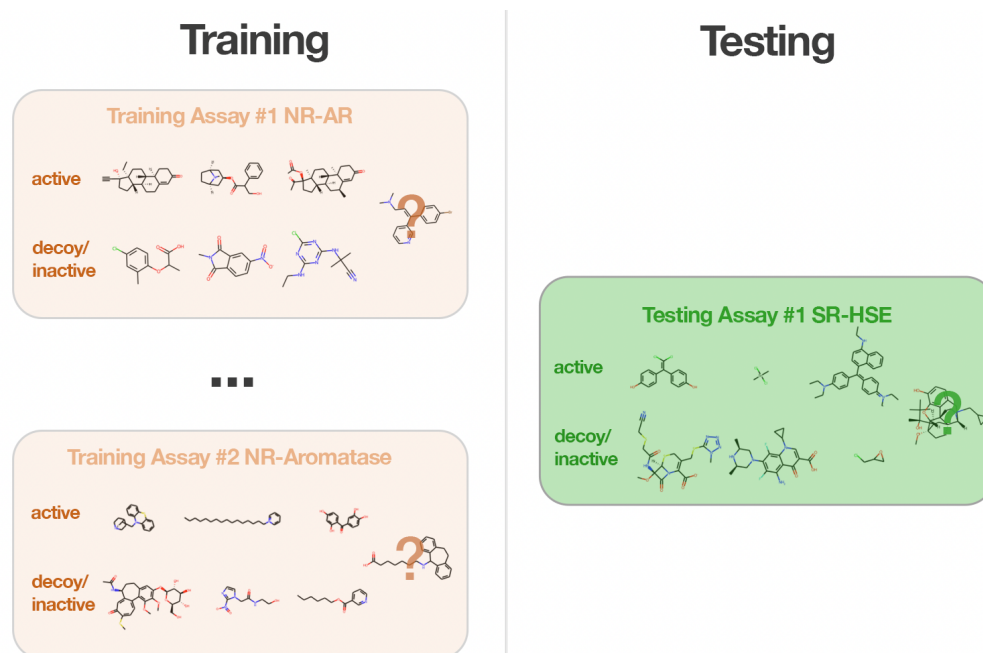 Training
Testing
Training Assay #1 NR-AR
active
decoy/
inactive
?
...
Training Assay #2 NR-Aromatase
active
decoy/
inactive
?
Testing Assay #1 SR-HSE
active
decoy/
inactive
?